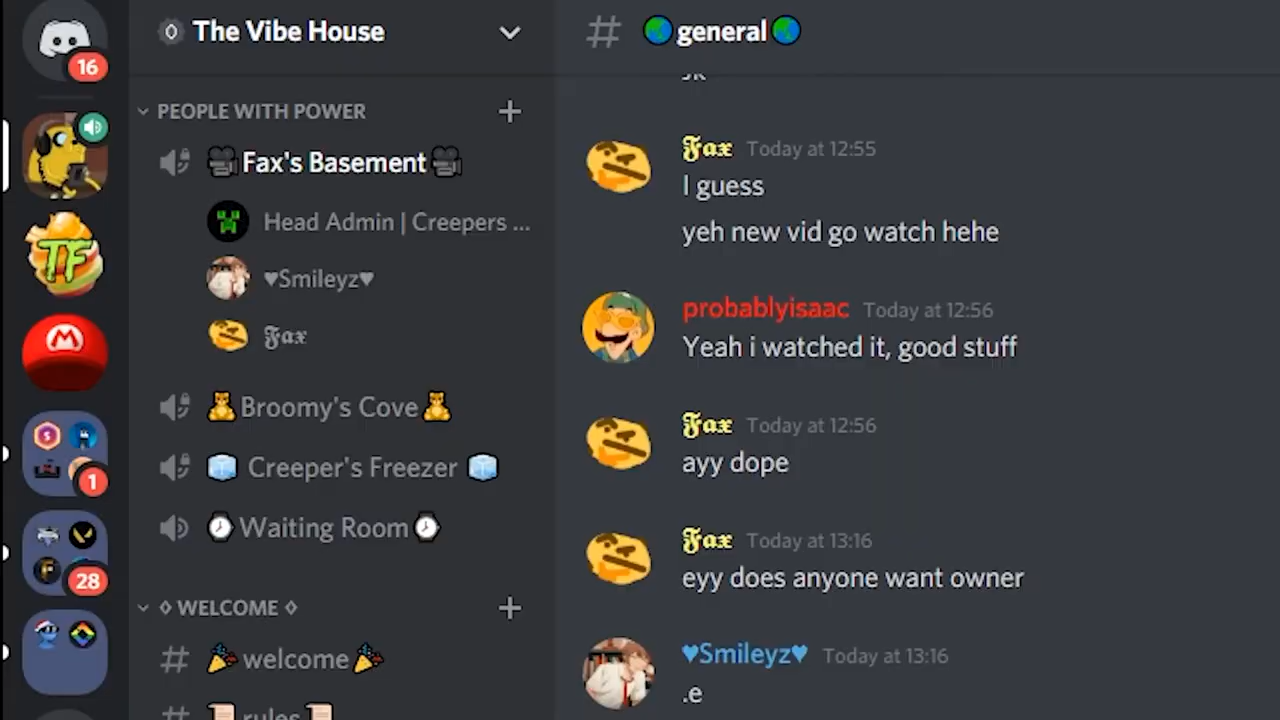 The Vibe House
general
16
PEOPLE WITH POWER
Fax's Basement
Head Admin | Creepers ...
♥Smileyz♥
𝕱𝖆𝖝
Broomy's Cove
Creeper's Freezer
Waiting Room
◊ WELCOME ◊
welcome
rules
TF
M
1
28
𝕱𝖆𝖝 Today at 12:55
I guess
yeh new vid go watch hehe
probablyisaac Today at 12:56
Yeah i watched it, good stuff
𝕱𝖆𝖝 Today at 12:56
ayy dope
𝕱𝖆𝖝 Today at 13:16
eyy does anyone want owner
♥Smileyz♥ Today at 13:16
.e